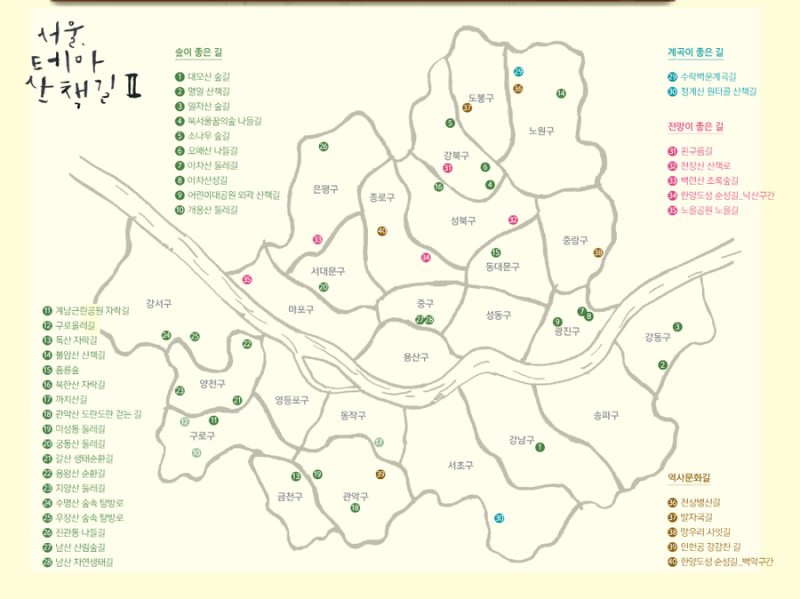 서울,
테마
산책길 II
숲이 좋은 길
1 대모산 숲길
2 명일 산책길
3 일자산 숲길
4 북서울꿈의숲 나들길
5 소나무 숲길
6 오패산 나들길
7 아차산 둘레길
8 아차산성길
9 어린이대공원 외곽 산책길
10 개웅산 둘레길
11 계남근린공원 자락길
12 구로올레길
13 독산 자락길
14 불암산 산책길
15 홍릉숲
16 북한산 자락길
17 까치산길
18 관악산 도란도란 걷는 길
19 미성동 둘레길
20 궁동산 둘레길
21 갈산 생태순환길
22 용왕산 순환길
23 지양산 둘레길
24 수명산 숲속 탐방로
25 우장산 숲속 탐방로
26 진관동 나들길
27 남산 산림숲길
28 남산 자연생태길
계곡이 좋은 길
29 수락벽운계곡길
30 청계산 원터골 산책길
전망이 좋은 길
31 흰구름길
32 천장산 산책로
33 백련산 초록숲길
34 한양도성 순성길_낙산구간
35 노을공원 노을길
역사문화길
36 천상병산길
37 발자국길
38 망우리 사잇길
39 인헌공 강감찬 길
40 한양도성 순성길_백악구간
29
36
14
도봉구
37
노원구
5
26
강북구
31
6
4
16
은평구
종로구
성북구
32
40
33
중랑구
38
34
15
동대문구
서대문구
20
35
강서구
마포구
중구
27 28
성동구
7
8
9
광진구
3
강동구
2
24
25
22
용산구
양천구
23
21
영등포구
동작구
송파구
12
11
구로구
10
17
강남구
1
서초구
13
19
39
금천구
관악구
18
30